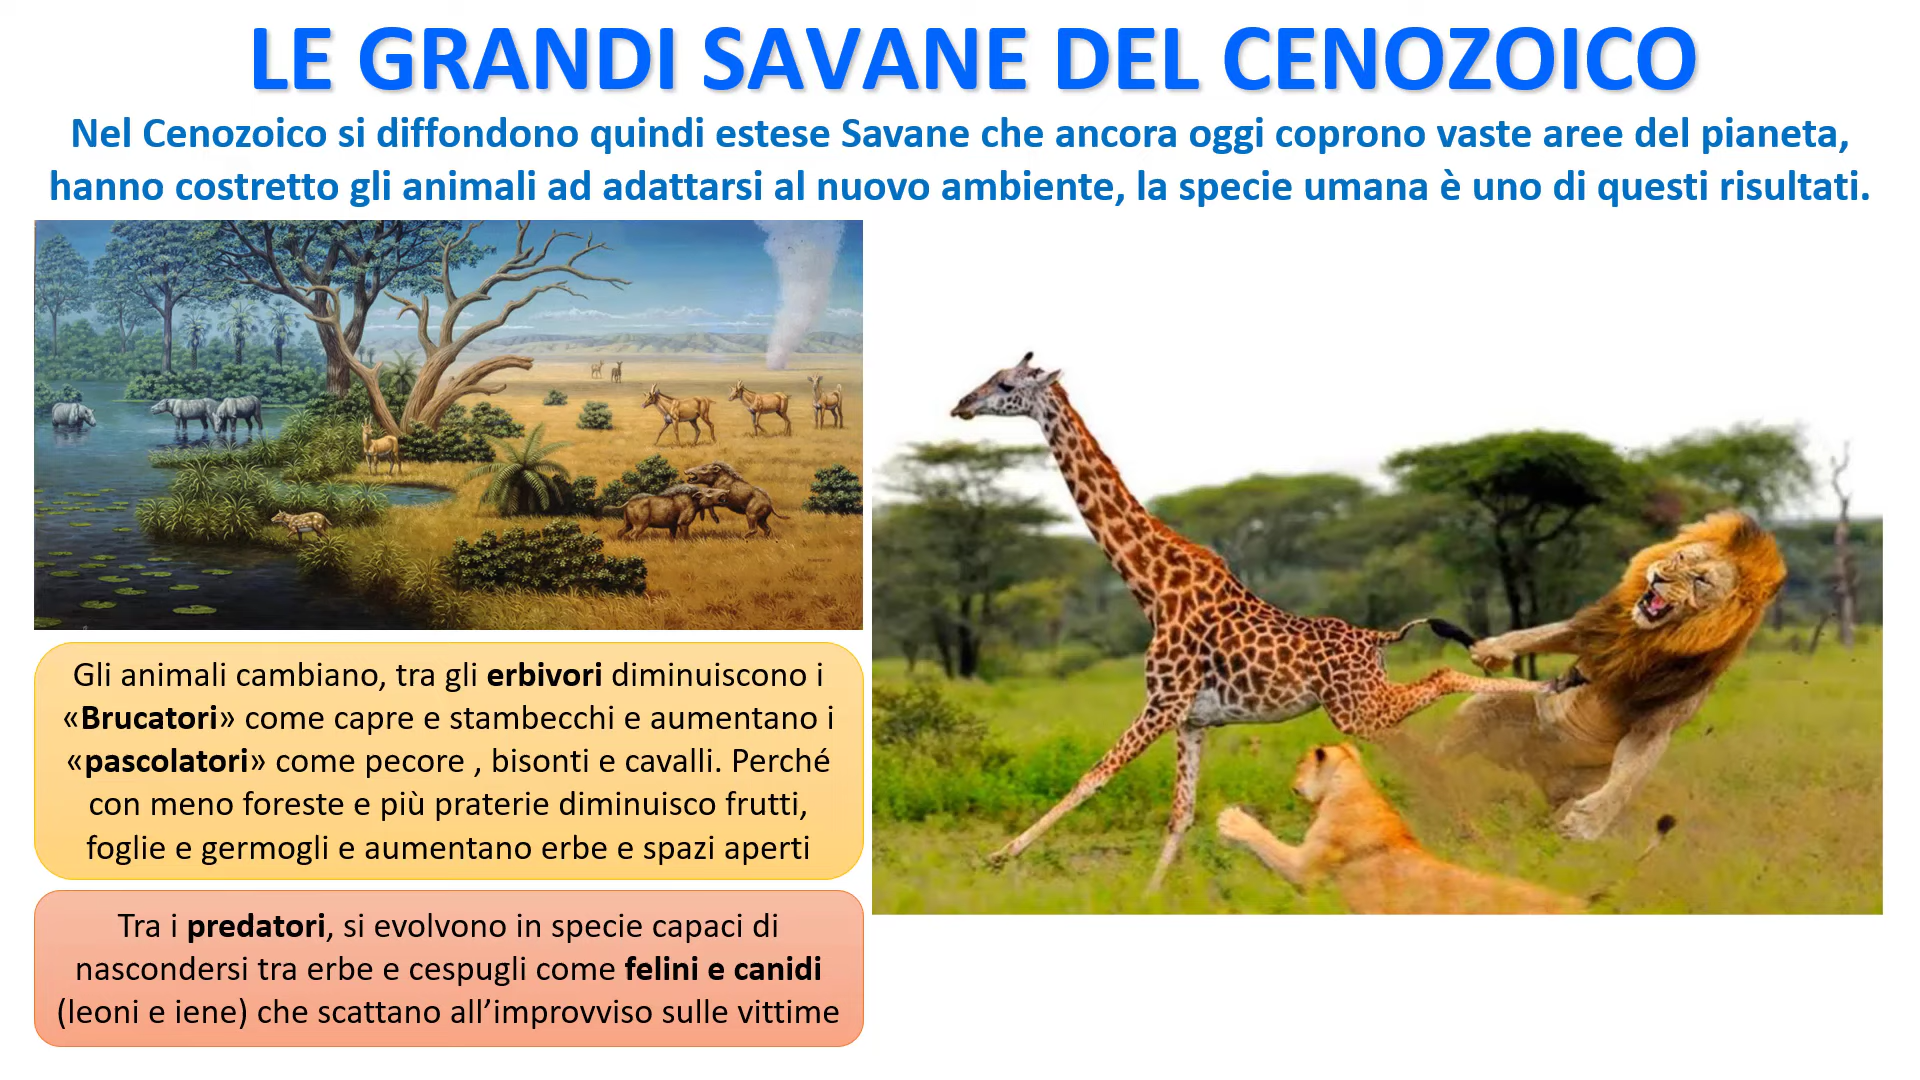 LE GRANDI SAVANE DEL CENOZOICO
Nel Cenozoico si diffondono quindi estese Savane che ancora oggi coprono vaste aree del pianeta,
hanno costretto gli animali ad adattarsi al nuovo ambiente, la specie umana è uno di questi risultati.
Gli animali cambiano, tra gli erbivori diminuiscono i
«Brucatori» come capre e stambecchi e aumentano i
«pascolatori» come pecore , bisonti e cavalli. Perché
con meno foreste e più praterie diminuisco frutti,
foglie e germogli e aumentano erbe e spazi aperti
Tra i predatori, si evolvono in specie capaci di
nascondersi tra erbe e cespugli come felini e canidi
(leoni e iene) che scattano all’improvviso sulle vittime